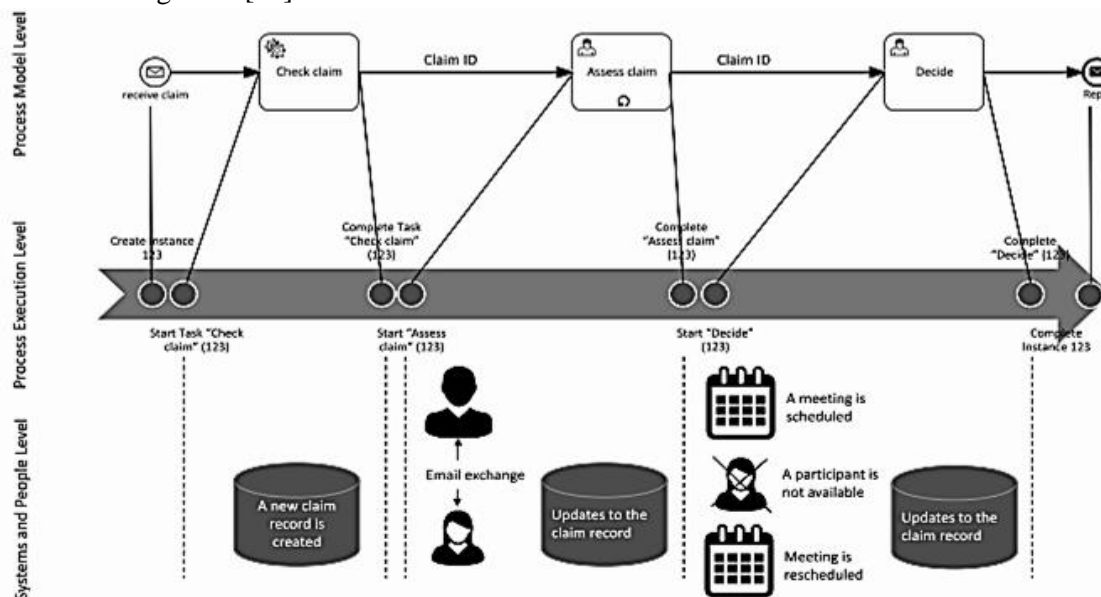 Process Model Level
Check claim
Claim ID
Assess claim
Claim ID
Decide
receive claim
Process Execution Level
Create Instance
123
Complete Task
"Check claim"
(123)
Complete
"Assess claim"
(123)
Complete
"Decide" (123)
Start Task "Check
claim" (123)
Start "Assess
claim" (123)
Start "Decide"
(123)
Complete
Instance 123
Systems and People Level
A new claim
record is
created
Email exchange
Updates to the
claim record
A meeting is
scheduled
A participant is
not available
Meeting is
rescheduled
Updates to the
claim record